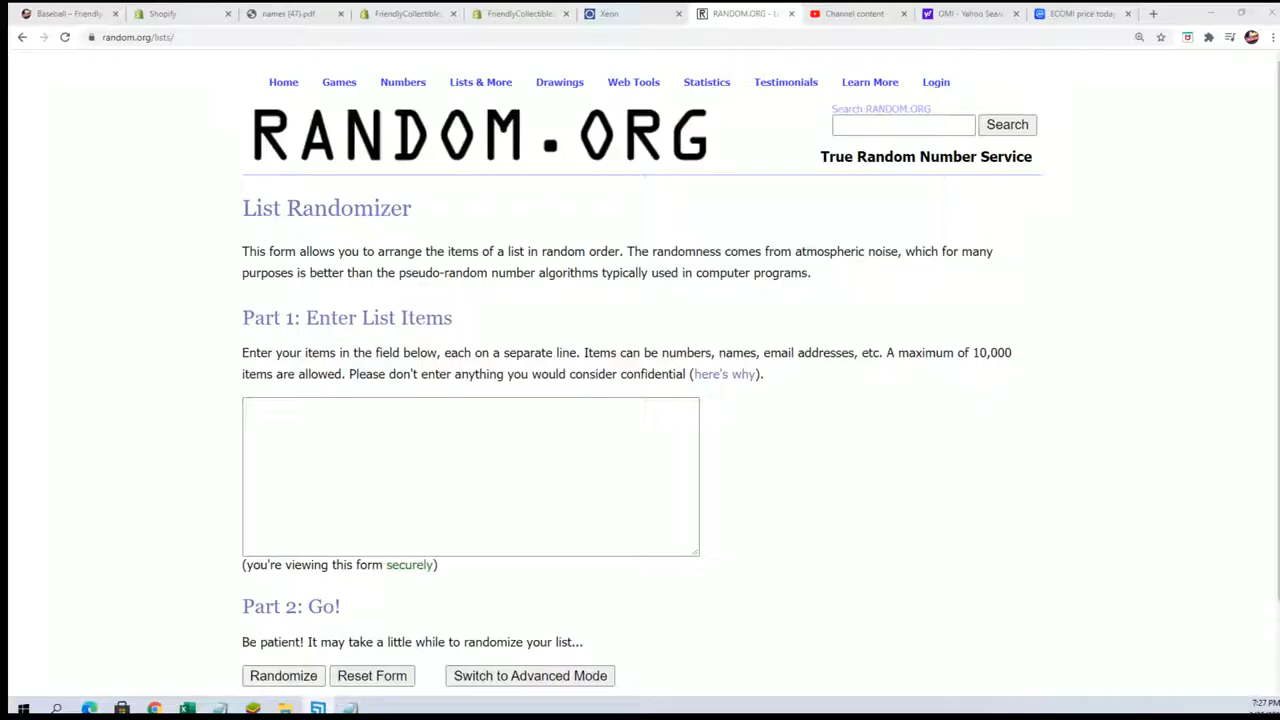 Baseball – Friendly
Shopify
names (47).pdf
FriendlyCollectible
FriendlyCollectible
Xeon
RANDOM.ORG - Li
Channel content
OMI - Yahoo Sear
ECOMI price today
random.org/lists/
Home Games Numbers Lists & More Drawings Web Tools Statistics Testimonials Learn More Login
RANDOM.ORG
Search RANDOM.ORG
Search
True Random Number Service
List Randomizer
This form allows you to arrange the items of a list in random order. The randomness comes from atmospheric noise, which for many
purposes is better than the pseudo-random number algorithms typically used in computer programs.
Part 1: Enter List Items
Enter your items in the field below, each on a separate line. Items can be numbers, names, email addresses, etc. A maximum of 10,000
items are allowed. Please don't enter anything you would consider confidential (here's why).
(you're viewing this form securely)
Part 2: Go!
Be patient! It may take a little while to randomize your list...
Randomize Reset Form Switch to Advanced Mode
7:27 PM